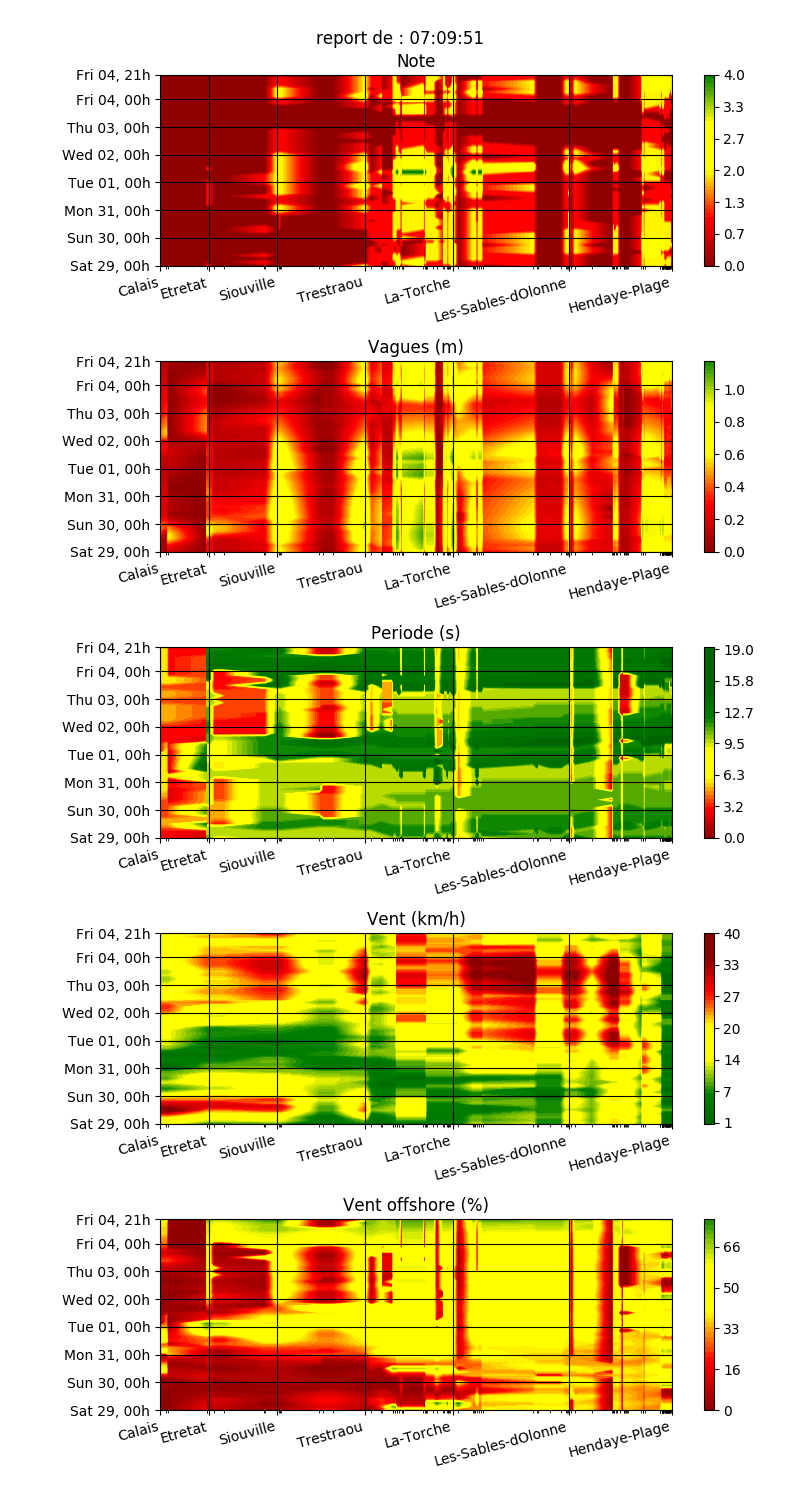 report de : 07:09:51
Note
Fri 04, 21h
Fri 04, 00h
Thu 03, 00h
Wed 02, 00h
Tue 01, 00h
Mon 31, 00h
Sun 30, 00h
Sat 29, 00h
Calais
Etretat
Siouville
Trestraou
La-Torche
Les-Sables-dOlonne
Hendaye-Plage
4.0
3.3
2.7
2.0
1.3
0.7
0.0
Vagues (m)
Fri 04, 21h
Fri 04, 00h
Thu 03, 00h
Wed 02, 00h
Tue 01, 00h
Mon 31, 00h
Sun 30, 00h
Sat 29, 00h
Calais
Etretat
Siouville
Trestraou
La-Torche
Les-Sables-dOlonne
Hendaye-Plage
1.0
0.8
0.6
0.4
0.2
0.0
Periode (s)
Fri 04, 21h
Fri 04, 00h
Thu 03, 00h
Wed 02, 00h
Tue 01, 00h
Mon 31, 00h
Sun 30, 00h
Sat 29, 00h
Calais
Etretat
Siouville
Trestraou
La-Torche
Les-Sables-dOlonne
Hendaye-Plage
19.0
15.8
12.7
9.5
6.3
3.2
0.0
Vent (km/h)
Fri 04, 21h
Fri 04, 00h
Thu 03, 00h
Wed 02, 00h
Tue 01, 00h
Mon 31, 00h
Sun 30, 00h
Sat 29, 00h
Calais
Etretat
Siouville
Trestraou
La-Torche
Les-Sables-dOlonne
Hendaye-Plage
40
33
27
20
14
7
1
Vent offshore (%)
Fri 04, 21h
Fri 04, 00h
Thu 03, 00h
Wed 02, 00h
Tue 01, 00h
Mon 31, 00h
Sun 30, 00h
Sat 29, 00h
Calais
Etretat
Siouville
Trestraou
La-Torche
Les-Sables-dOlonne
Hendaye-Plage
66
50
33
16
0